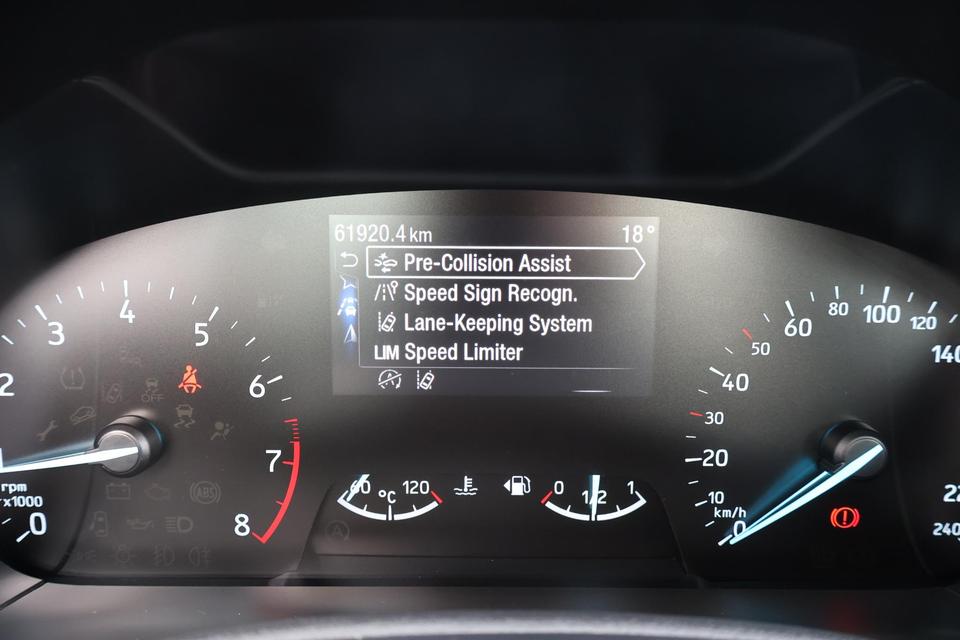 61920.4 km 18°
Pre-Collision Assist
Speed Sign Recogn.
Lane-Keeping System
LIM Speed Limiter
2 3 4 5 6 7 8
rpm
x1000
0
OFF
ABS
60 °C 120
0 1/2 1
0 10 20 30 40 50 60 80 100 120 140
km/h
240